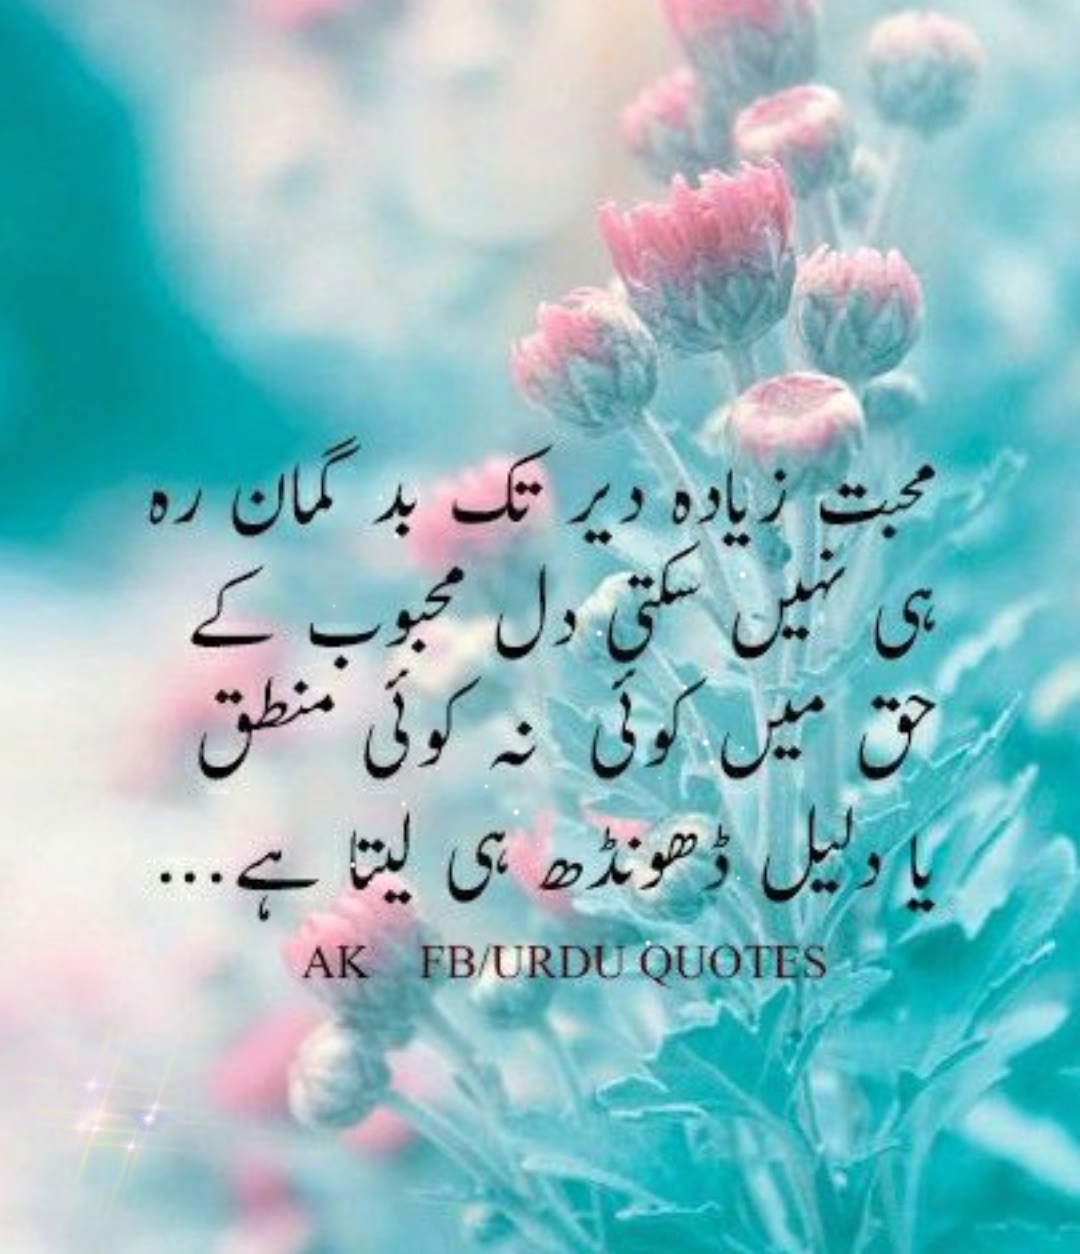 محبت زیادہ دیر تک بد گمان رہ
ہی نہیں سکتی دل محبوب کے
حق میں کوئی نہ کوئی منطق
یا دلیل ڈھونڈھ ہی لیتا ہے...
AK FB/URDU QUOTES